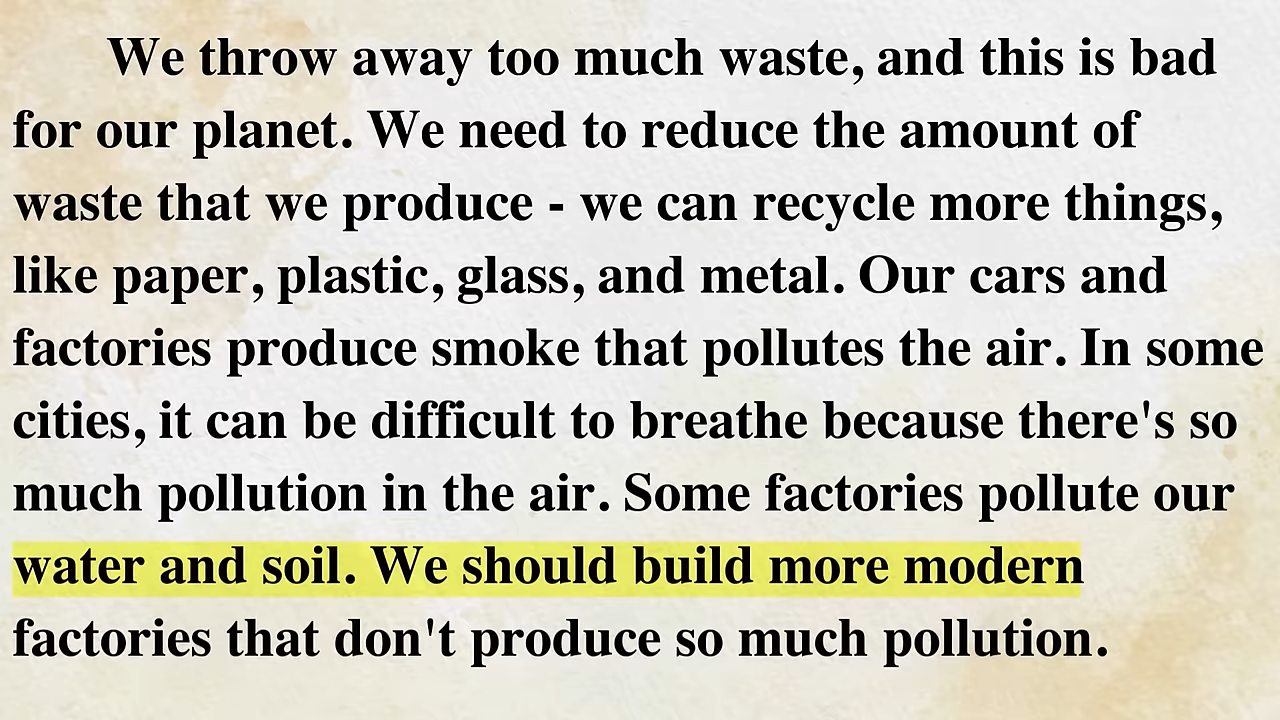 We throw away too much waste, and this is bad
for our planet. We need to reduce the amount of
waste that we produce - we can recycle more things,
like paper, plastic, glass, and metal. Our cars and
factories produce smoke that pollutes the air. In some
cities, it can be difficult to breathe because there's so
much pollution in the air. Some factories pollute our
water and soil. We should build more modern
factories that don't produce so much pollution.